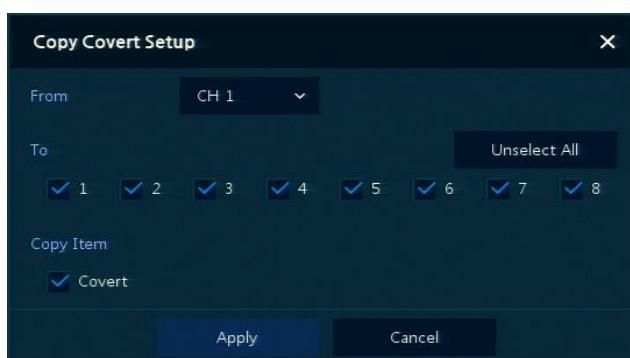 Copy Covert Setup
From CH 1
To Unselect All
1 2 3 4 5 6 7 8
Copy Item
Covert
Apply Cancel